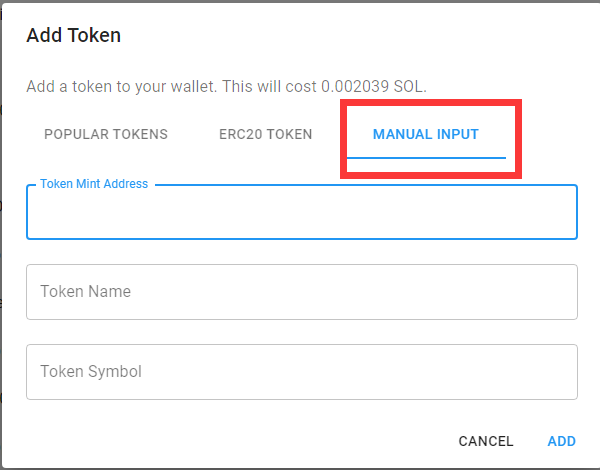 Add Token
Add a token to your wallet. This will cost 0.002039 SOL.
POPULAR TOKENS ERC20 TOKEN MANUAL INPUT
Token Mint Address
Token Name
Token Symbol
CANCEL ADD